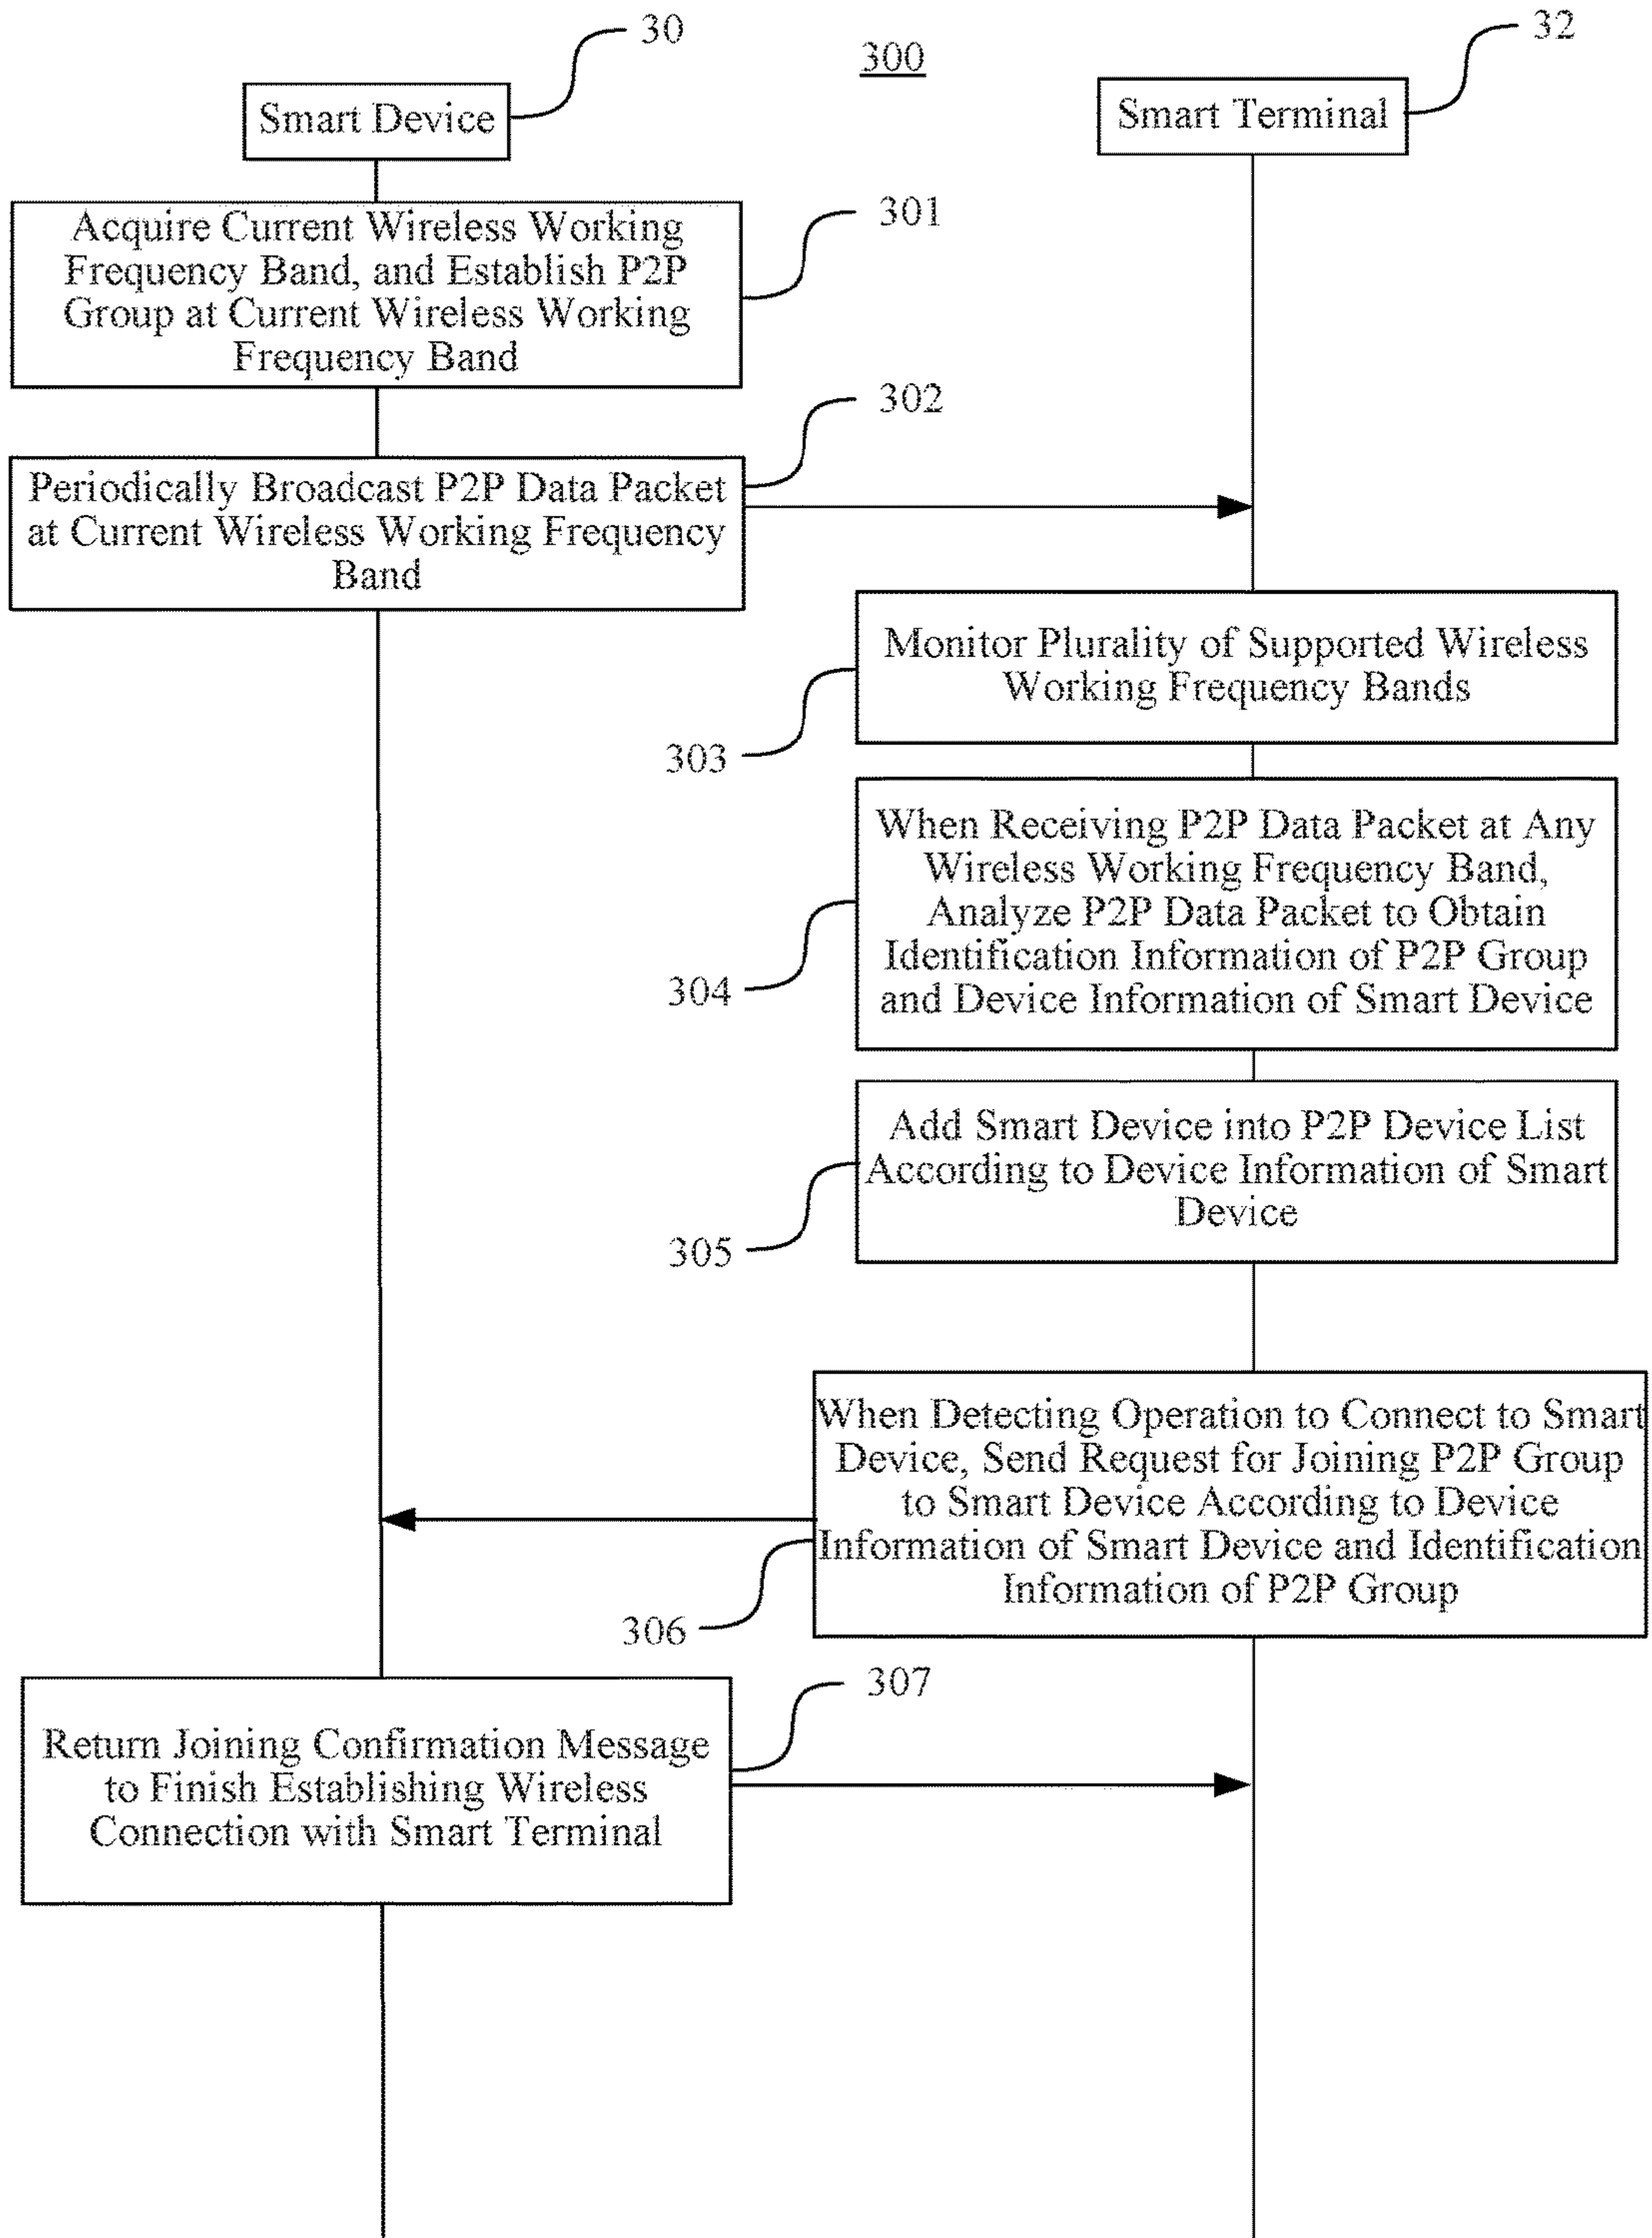 30
300
32
Smart Device
Smart Terminal
Acquire Current Wireless Working
Frequency Band, and Establish P2P
Group at Current Wireless Working
Frequency Band
301
302
Periodically Broadcast P2P Data Packet
at Current Wireless Working Frequency
Band
Monitor Plurality of Supported Wireless
Working Frequency Bands
303
When Receiving P2P Data Packet at Any
Wireless Working Frequency Band,
Analyze P2P Data Packet to Obtain
Identification Information of P2P Group
and Device Information of Smart Device
304
Add Smart Device into P2P Device List
According to Device Information of Smart
Device
305
When Detecting Operation to Connect to Smart
Device, Send Request for Joining P2P Group
to Smart Device According to Device
Information of Smart Device and Identification
Information of P2P Group
306
307
Return Joining Confirmation Message
to Finish Establishing Wireless
Connection with Smart Terminal